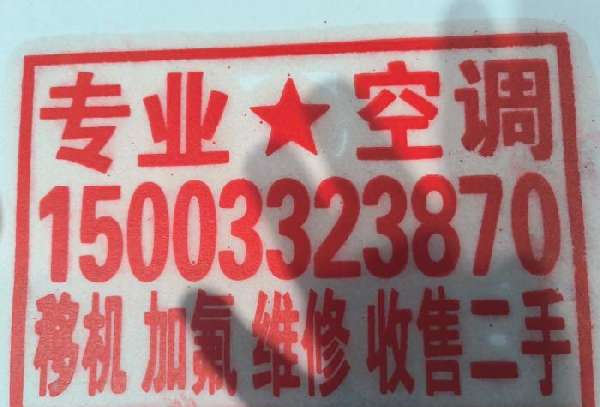 专业★空调
15003323870
移机 加氟 维修 收售二手